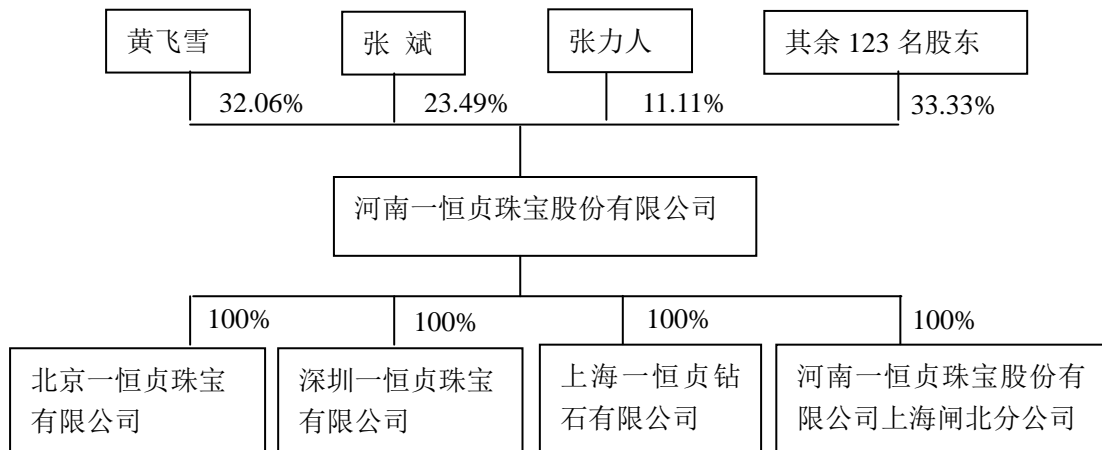 黄飞雪
张 斌
张力人
其余 123 名股东
32.06%
23.49%
11.11%
33.33%
河南一恒贞珠宝股份有限公司
100%
100%
100%
100%
北京一恒贞珠宝
有限公司
深圳一恒贞珠宝
有限公司
上海一恒贞钻
石有限公司
河南一恒贞珠宝股份有
限公司上海闸北分公司